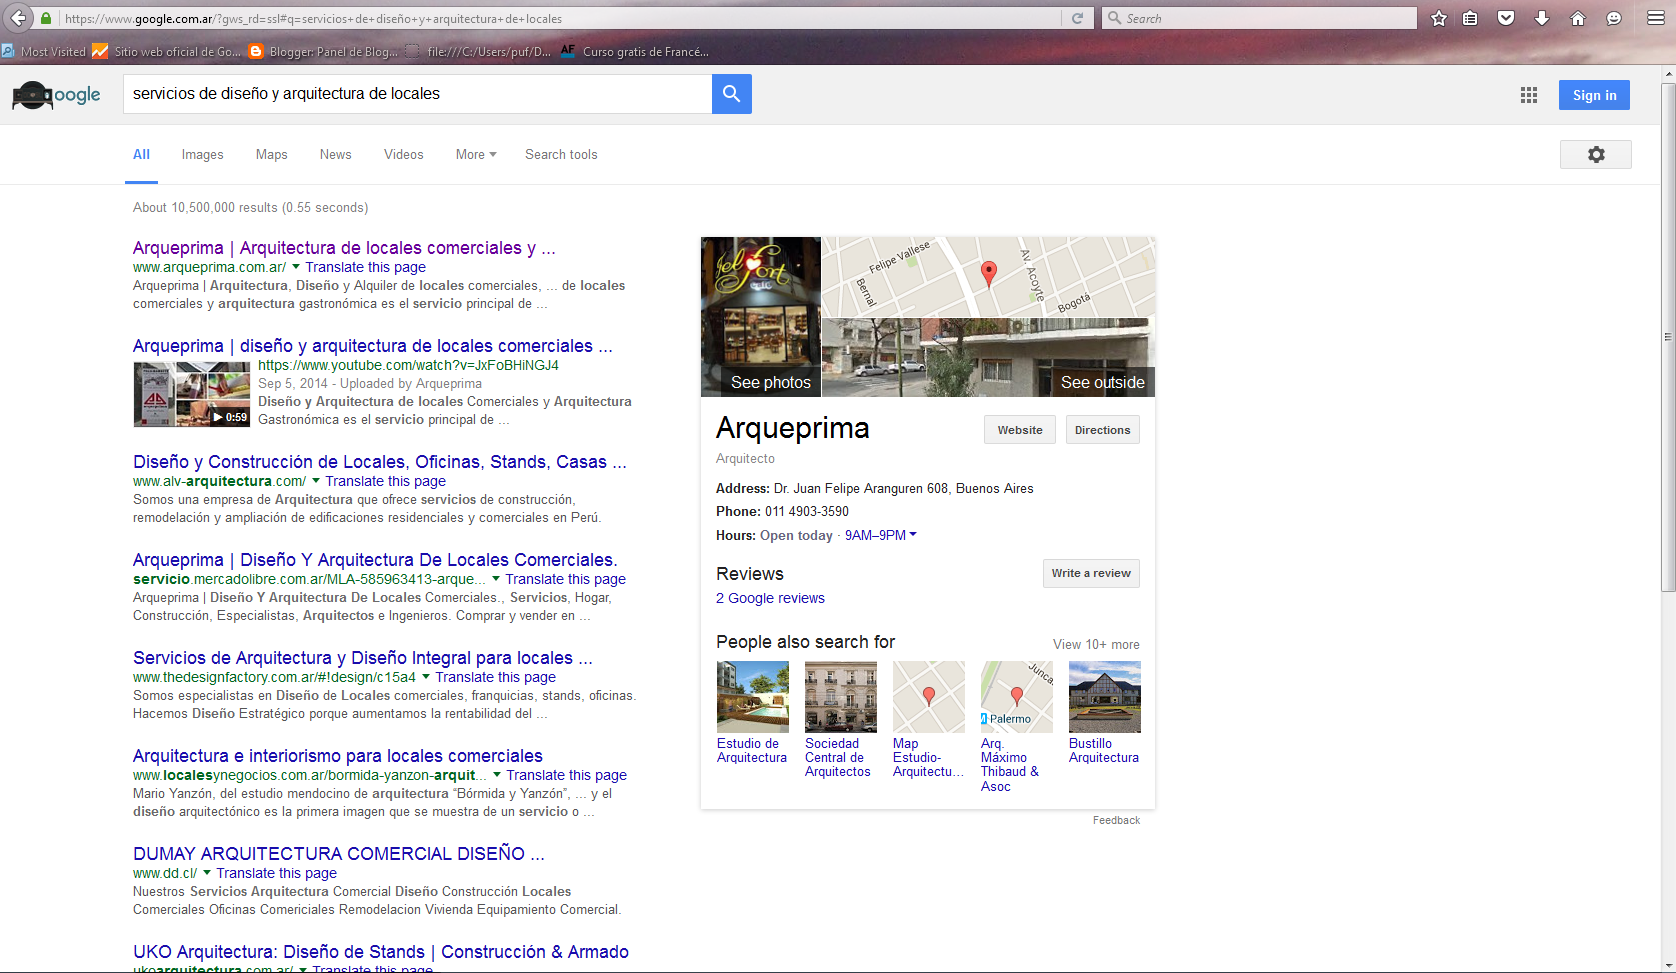 https://www.google.com.ar/?gws_rd=ssl#q=servicios+de+diseño+y+arquitectura+de+locales
Search
Most Visited
Sitio web oficial de Go...
Blogger: Panel de Blog...
file:///C:/Users/puf/D...
AF
Curso gratis de Francé...
oogle
servicios de diseño y arquitectura de locales
Sign in
All
Images
Maps
News
Videos
More
Search tools
About 10,500,000 results (0.55 seconds)
Arqueprima | Arquitectura de locales comerciales y ...
www.arqueprima.com.ar/ Translate this page
Arqueprima | Arquitectura, Diseño y Alquiler de locales comerciales, ... de locales
comerciales y arquitectura gastronómica es el servicio principal de ...
Arqueprima | diseño y arquitectura de locales comerciales ...
0:59
https://www.youtube.com/watch?v=JxFoBHiNGJ4
Sep 5, 2014 - Uploaded by Arqueprima
Diseño y Arquitectura de locales Comerciales y Arquitectura
Gastronómica es el servicio principal de ...
Diseño y Construcción de Locales, Oficinas, Stands, Casas ...
www.alv-arquitectura.com/ Translate this page
Somos una empresa de Arquitectura que ofrece servicios de construcción,
remodelación y ampliación de edificaciones residenciales y comerciales en Perú.
Arqueprima | Diseño Y Arquitectura De Locales Comerciales.
servicio.mercadolibre.com.ar/MLA-585963413-arque... Translate this page
Arqueprima | Diseño Y Arquitectura De Locales Comerciales., Servicios, Hogar,
Construcción, Especialistas, Arquitectos e Ingenieros. Comprar y vender en ...
Servicios de Arquitectura y Diseño Integral para locales ...
www.thedesignfactory.com.ar/#!design/c15a4 Translate this page
Somos especialistas en Diseño de Locales comerciales, franquicias, stands, oficinas.
Hacemos Diseño Estratégico porque aumentamos la rentabilidad del ...
Arquitectura e interiorismo para locales comerciales
www.localesynegocios.com.ar/bormida-yanzon-arquit... Translate this page
Mario Yanzón, del estudio mendocino de arquitectura “Bórmida y Yanzón”, ... y el
diseño arquitectónico es la primera imagen que se muestra de un servicio o ...
DUMAY ARQUITECTURA COMERCIAL DISEÑO ...
www.dd.cl/ Translate this page
Nuestros Servicios Arquitectura Comercial Diseño Construcción Locales
Comerciales Oficinas Comericiales Remodelacion Vivienda Equipamiento Comercial.
UKO Arquitectura: Diseño de Stands | Construcción & Armado
ukoarquitectura.com.ar/ Translate this page
del Fort
café
See photos
Felipe Vallese
Bernal
Av. Acoyte
Bogotá
See outside
Arqueprima
Website
Directions
Arquitecto
Address: Dr. Juan Felipe Aranguren 608, Buenos Aires
Phone: 011 4903-3590
Hours: Open today · 9AM–9PM
Reviews
Write a review
2 Google reviews
People also search for
View 10+ more
Junca.
Palermo
Estudio de
Arquitectura
Sociedad
Central de
Arquitectos
Map
Estudio-
Arquitectu...
Arq.
Máximo
Thibaud &
Asoc
Bustillo
Arquitectura
Feedback